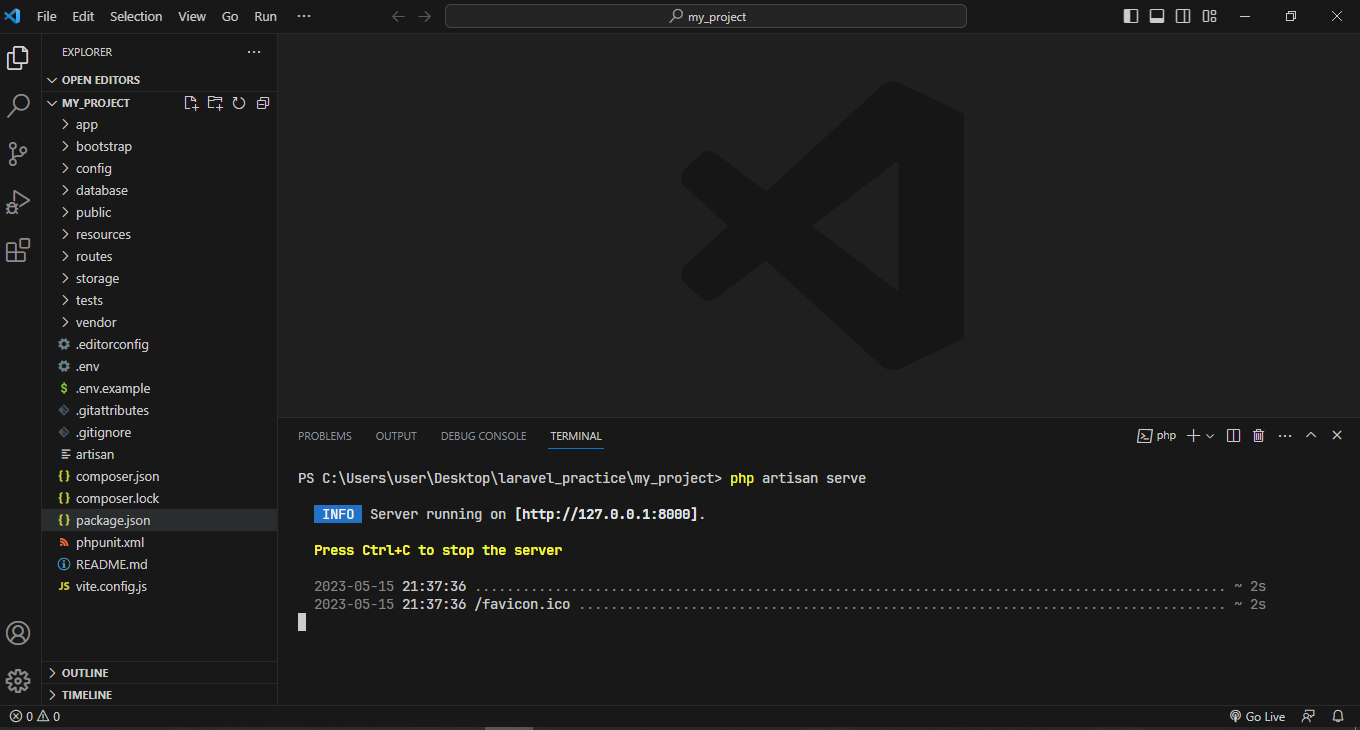 File Edit Selection View Go Run ···
my_project
EXPLORER ···
OPEN EDITORS
MY_PROJECT
app
bootstrap
config
database
public
resources
routes
storage
tests
vendor
.editorconfig
.env
$ .env.example
.gitattributes
.gitignore
artisan
{} composer.json
{} composer.lock
{} package.json
phpunit.xml
README.md
JS vite.config.js
OUTLINE
TIMELINE
PROBLEMS OUTPUT DEBUG CONSOLE TERMINAL
php
PS C:\Users\user\Desktop\laravel_practice\my_project> php artisan serve
INFO Server running on [http://127.0.0.1:8000].
Press Ctrl+C to stop the server
2023-05-15 21:37:36 ............................................................................................. ~ 2s
2023-05-15 21:37:36 /favicon.ico ................................................................................ ~ 2s
0 0
Go Live